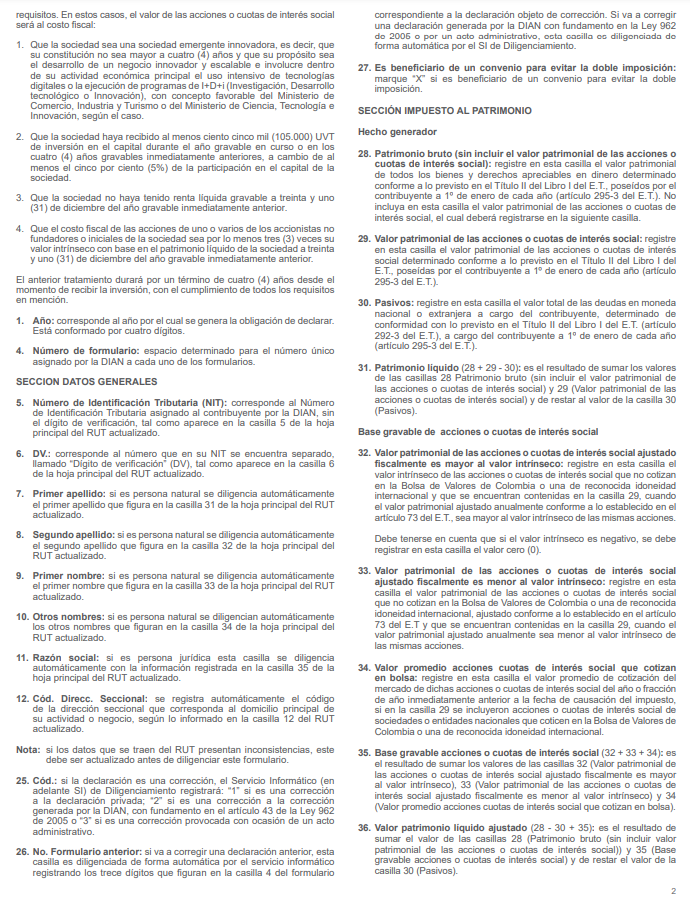 requisitos. En estos casos, el valor de las acciones o cuotas de interés social
será al costo fiscal:
1. Que la sociedad sea una sociedad emergente innovadora, es decir, que
su constitución no sea mayor a cuatro (4) años y que su propósito sea
el desarrollo de un negocio innovador y escalable e involucre dentro
de su actividad económica principal el uso intensivo de tecnologías
digitales o la ejecución de programas de I+D+i (Investigación, Desarrollo
tecnológico o Innovación), con concepto favorable del Ministerio de
Comercio, Industria y Turismo o del Ministerio de Ciencia, Tecnología e
Innovación, según el caso.
2. Que la sociedad haya recibido al menos ciento cinco mil (105.000) UVT
de inversión en el capital durante el año gravable en curso o en los
cuatro (4) años gravables inmediatamente anteriores, a cambio de al
menos el cinco por ciento (5%) de la participación en el capital de la
sociedad.
3. Que la sociedad no haya tenido renta líquida gravable a treinta y uno
(31) de diciembre del año gravable inmediatamente anterior.
4. Que el costo fiscal de las acciones de uno o varios de los accionistas no
fundadores o iniciales de la sociedad sea por lo menos tres (3) veces su
valor intrínseco con base en el patrimonio líquido de la sociedad a treinta
y uno (31) de diciembre del año gravable inmediatamente anterior.
El anterior tratamiento durará por un término de cuatro (4) años desde el
momento de recibir la inversión, con el cumplimiento de todos los requisitos
en mención.
1. Año: corresponde al año por el cual se genera la obligación de declarar.
Está conformado por cuatro dígitos.
4. Número de formulario: espacio determinado para el número único
asignado por la DIAN a cada uno de los formularios.
SECCION DATOS GENERALES
5. Número de Identificación Tributaria (NIT): corresponde al Número
de Identificación Tributaria asignado al contribuyente por la DIAN, sin
el dígito de verificación, tal como aparece en la casilla 5 de la hoja
principal del RUT actualizado.
6. DV.: corresponde al número que en su NIT se encuentra separado,
llamado "Dígito de verificación" (DV), tal como aparece en la casilla 6
de la hoja principal del RUT actualizado.
7. Primer apellido: si es persona natural se diligencia automáticamente
el primer apellido que figura en la casilla 31 de la hoja principal del RUT
actualizado.
8. Segundo apellido: si es persona natural se diligencia automáticamente
el segundo apellido que figura en la casilla 32 de la hoja principal del
RUT actualizado.
9. Primer nombre: si es persona natural se diligencia automáticamente
el primer nombre que figura en la casilla 33 de la hoja principal del RUT
actualizado.
10. Otros nombres: si es persona natural se diligencian automáticamente
los otros nombres que figuran en la casilla 34 de la hoja principal del
RUT actualizado.
11. Razón social: si es persona jurídica esta casilla se diligencia
automáticamente con la información registrada en la casilla 35 de la
hoja principal del RUT actualizado.
12. Cód. Direcc. Seccional: se registra automáticamente el código
de la dirección seccional que corresponda al domicilio principal de
su actividad o negocio, según lo informado en la casilla 12 del RUT
actualizado.
Nota: si los datos que se traen del RUT presentan inconsistencias, este
debe ser actualizado antes de diligenciar este formulario.
25. Cód.: si la declaración es una corrección, el Servicio Informático (en
adelante SI) de Diligenciamiento registrará: "1" si es una corrección
a la declaración privada; "2" si es una corrección a la corrección
generada por la DIAN, con fundamento en el artículo 43 de la Ley 962
de 2005 o "3" si es una corrección provocada con ocasión de un acto
administrativo.
26. No. Formulario anterior: si va a corregir una declaración anterior, esta
casilla es diligenciada de forma automática por el servicio informático
registrando los trece dígitos que figuran en la casilla 4 del formulario
correspondiente a la declaración objeto de corrección. Si va a corregir
una declaración generada por la DIAN con fundamento en la Ley 962
de 2005 o por un acto administrativo, esta casilla es diligenciada de
forma automática por el SI de Diligenciamiento.
27. Es beneficiario de un convenio para evitar la doble imposición:
marque "X" si es beneficiario de un convenio para evitar la doble
imposición.
SECCIÓN IMPUESTO AL PATRIMONIO
Hecho generador
28. Patrimonio bruto (sin incluir el valor patrimonial de las acciones o
cuotas de interés social): registre en esta casilla el valor patrimonial
de todos los bienes y derechos apreciables en dinero determinado
conforme a lo previsto en el Título II del Libro I del E.T., poseídos por el
contribuyente a 1º de enero de cada año (artículo 295-3 del E.T.). No
incluya en esta casilla el valor patrimonial de las acciones o cuotas de
interés social, el cual deberá registrarse en la siguiente casilla.
29. Valor patrimonial de las acciones o cuotas de interés social: registre
en esta casilla el valor patrimonial de las acciones o cuotas de interés
social determinado conforme a lo previsto en el Título II del Libro I del
E.T., poseídas por el contribuyente a 1º de enero de cada año (artículo
295-3 del E.T.).
30. Pasivos: registre en esta casilla el valor total de las deudas en moneda
nacional o extranjera a cargo del contribuyente, determinado de
conformidad con lo previsto en el Título II del Libro I del E.T. (artículo
292-3 del E.T.), a cargo del contribuyente a 1º de enero de cada año
(artículo 295-3 del E.T.).
31. Patrimonio líquido (28 + 29 - 30): es el resultado de sumar los valores
de las casillas 28 Patrimonio bruto (sin incluir el valor patrimonial de
las acciones o cuotas de interés social) y 29 (Valor patrimonial de las
acciones o cuotas de interés social) y de restar al valor de la casilla 30
(Pasivos).
Base gravable de acciones o cuotas de interés social
32. Valor patrimonial de las acciones o cuotas de interés social ajustado
fiscalmente es mayor al valor intrínseco: registre en esta casilla el
valor intrínseco de las acciones o cuotas de interés social que no cotizan
en la Bolsa de Valores de Colombia o una de reconocida idoneidad
internacional y que se encuentran contenidas en la casilla 29, cuando
el valor patrimonial ajustado anualmente conforme a lo establecido en el
artículo 73 del E.T., sea mayor al valor intrínseco de las mismas acciones.
Debe tenerse en cuenta que si el valor intrínseco es negativo, se debe
registrar en esta casilla el valor cero (0).
33. Valor patrimonial de las acciones o cuotas de interés social
ajustado fiscalmente es menor al valor intrínseco: registre en esta
casilla el valor patrimonial de las acciones o cuotas de interés social
que no cotizan en la Bolsa de Valores de Colombia o una de reconocida
idoneidad internacional, ajustado conforme a lo establecido en el artículo
73 del E.T y que se encuentran contenidas en la casilla 29, cuando el
valor patrimonial ajustado anualmente sea menor al valor intrínseco de
las mismas acciones.
34. Valor promedio acciones cuotas de interés social que cotizan
en bolsa: registre en esta casilla el valor promedio de cotización del
mercado de dichas acciones o cuotas de interés social del año o fracción
de año inmediatamente anterior a la fecha de causación del impuesto,
si en la casilla 29 se incluyeron acciones o cuotas de interés social de
sociedades o entidades nacionales que coticen en la Bolsa de Valores de
Colombia o una de reconocida idoneidad internacional.
35. Base gravable acciones o cuotas de interés social (32 + 33 + 34): es
el resultado de sumar los valores de las casillas 32 (Valor patrimonial de
las acciones o cuotas de interés social ajustado fiscalmente es mayor
al valor intrínseco), 33 (Valor patrimonial de las acciones o cuotas de
interés social ajustado fiscalmente es menor al valor intrínseco) y 34
(Valor promedio acciones cuotas de interés social que cotizan en bolsa).
36. Valor patrimonio líquido ajustado (28 - 30 + 35): es el resultado de
sumar el valor de las casillas 28 (Patrimonio bruto (sin incluir valor
patrimonial de las acciones o cuotas de interés social)) y 35 (Base
gravable acciones o cuotas de interés social) y de restar el valor de la
casilla 30 (Pasivos).
2